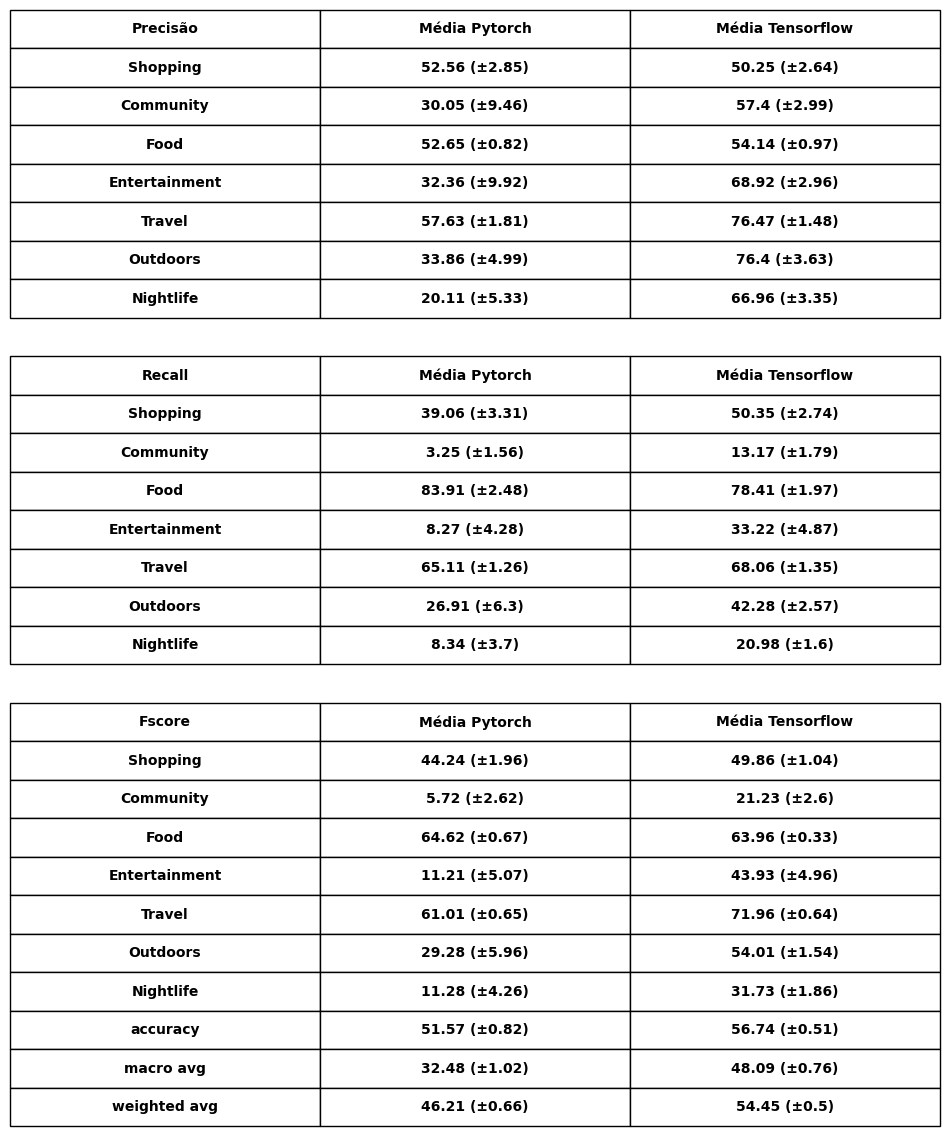 Precisão Média Pytorch Média Tensorflow
Shopping 52.56 (±2.85) 50.25 (±2.64)
Community 30.05 (±9.46) 57.4 (±2.99)
Food 52.65 (±0.82) 54.14 (±0.97)
Entertainment 32.36 (±9.92) 68.92 (±2.96)
Travel 57.63 (±1.81) 76.47 (±1.48)
Outdoors 33.86 (±4.99) 76.4 (±3.63)
Nightlife 20.11 (±5.33) 66.96 (±3.35)
Recall Média Pytorch Média Tensorflow
Shopping 39.06 (±3.31) 50.35 (±2.74)
Community 3.25 (±1.56) 13.17 (±1.79)
Food 83.91 (±2.48) 78.41 (±1.97)
Entertainment 8.27 (±4.28) 33.22 (±4.87)
Travel 65.11 (±1.26) 68.06 (±1.35)
Outdoors 26.91 (±6.3) 42.28 (±2.57)
Nightlife 8.34 (±3.7) 20.98 (±1.6)
Fscore Média Pytorch Média Tensorflow
Shopping 44.24 (±1.96) 49.86 (±1.04)
Community 5.72 (±2.62) 21.23 (±2.6)
Food 64.62 (±0.67) 63.96 (±0.33)
Entertainment 11.21 (±5.07) 43.93 (±4.96)
Travel 61.01 (±0.65) 71.96 (±0.64)
Outdoors 29.28 (±5.96) 54.01 (±1.54)
Nightlife 11.28 (±4.26) 31.73 (±1.86)
accuracy 51.57 (±0.82) 56.74 (±0.51)
macro avg 32.48 (±1.02) 48.09 (±0.76)
weighted avg 46.21 (±0.66) 54.45 (±0.5)